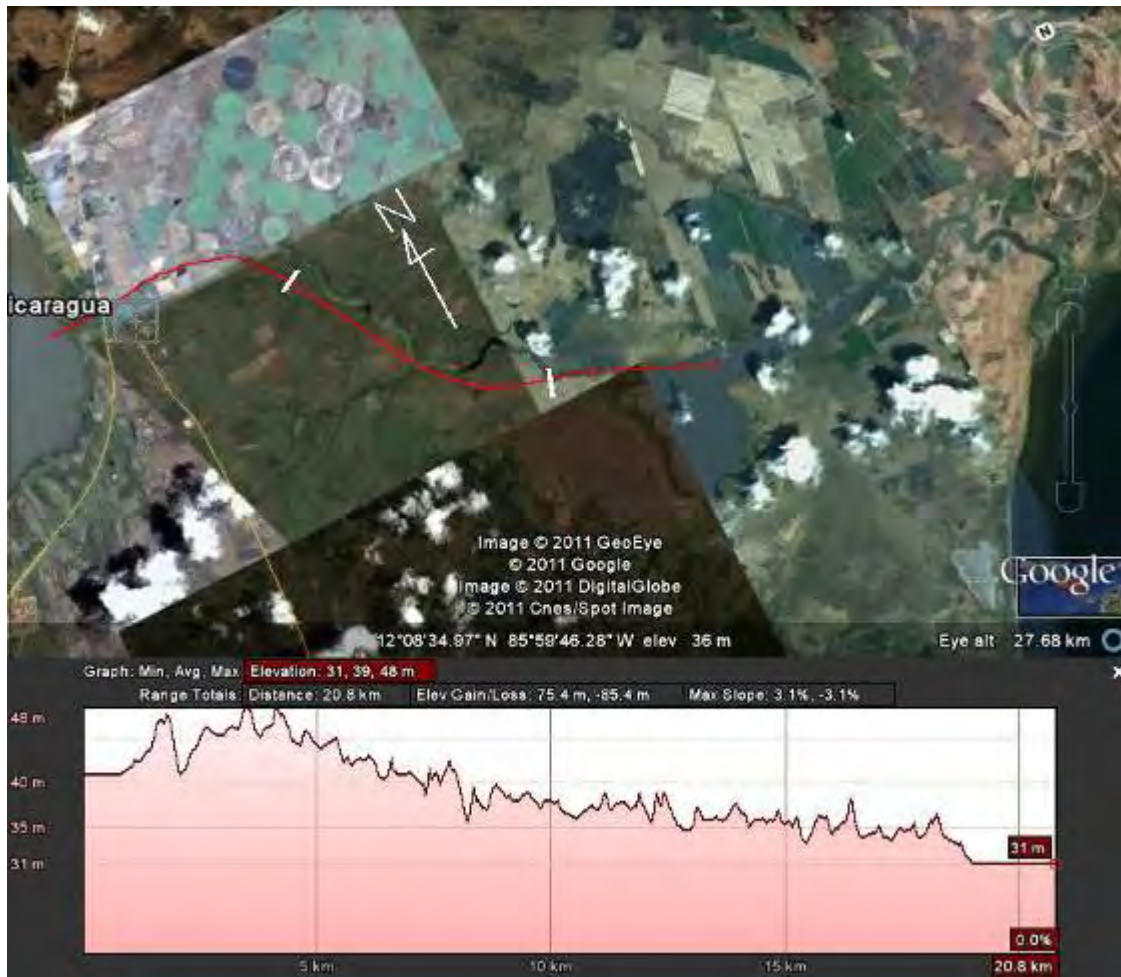 N
N
icaragua
Image © 2011 GeoEye
© 2011 Google
Image © 2011 DigitalGlobe
© 2011 Cnes/Spot Image
Google
12°08'34.97" N 85°59'46.28" W elev 36 m
Eye alt 27.68 km
Graph: Min, Avg, Max Elevation: 31, 39, 48 m
Range Totals: Distance: 20.8 km Elev Gain/Loss: 75.4 m, -85.4 m Max Slope: 3.1%, -3.1%
48 m
40 m
35 m
31 m
31 m
0.0%
5 km
10 km
15 km
20.8 km